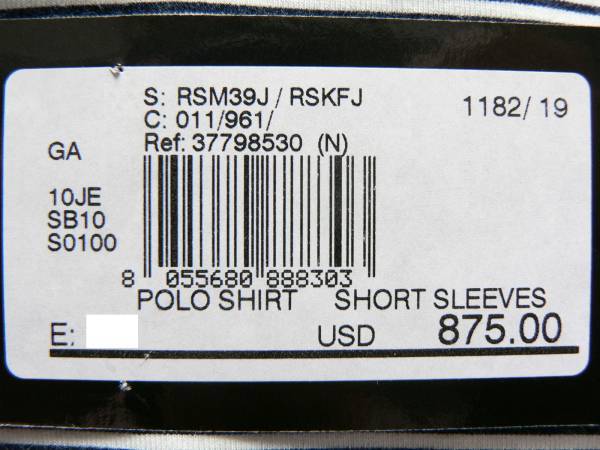 S: RSM39J / RSKFJ
1182/ 19
C: 011/961/
Ref: 37798530 (N)
GA
10JE
SB10
S0100
8 055680 888303
POLO SHIRT SHORT SLEEVES
E:
USD 875.00